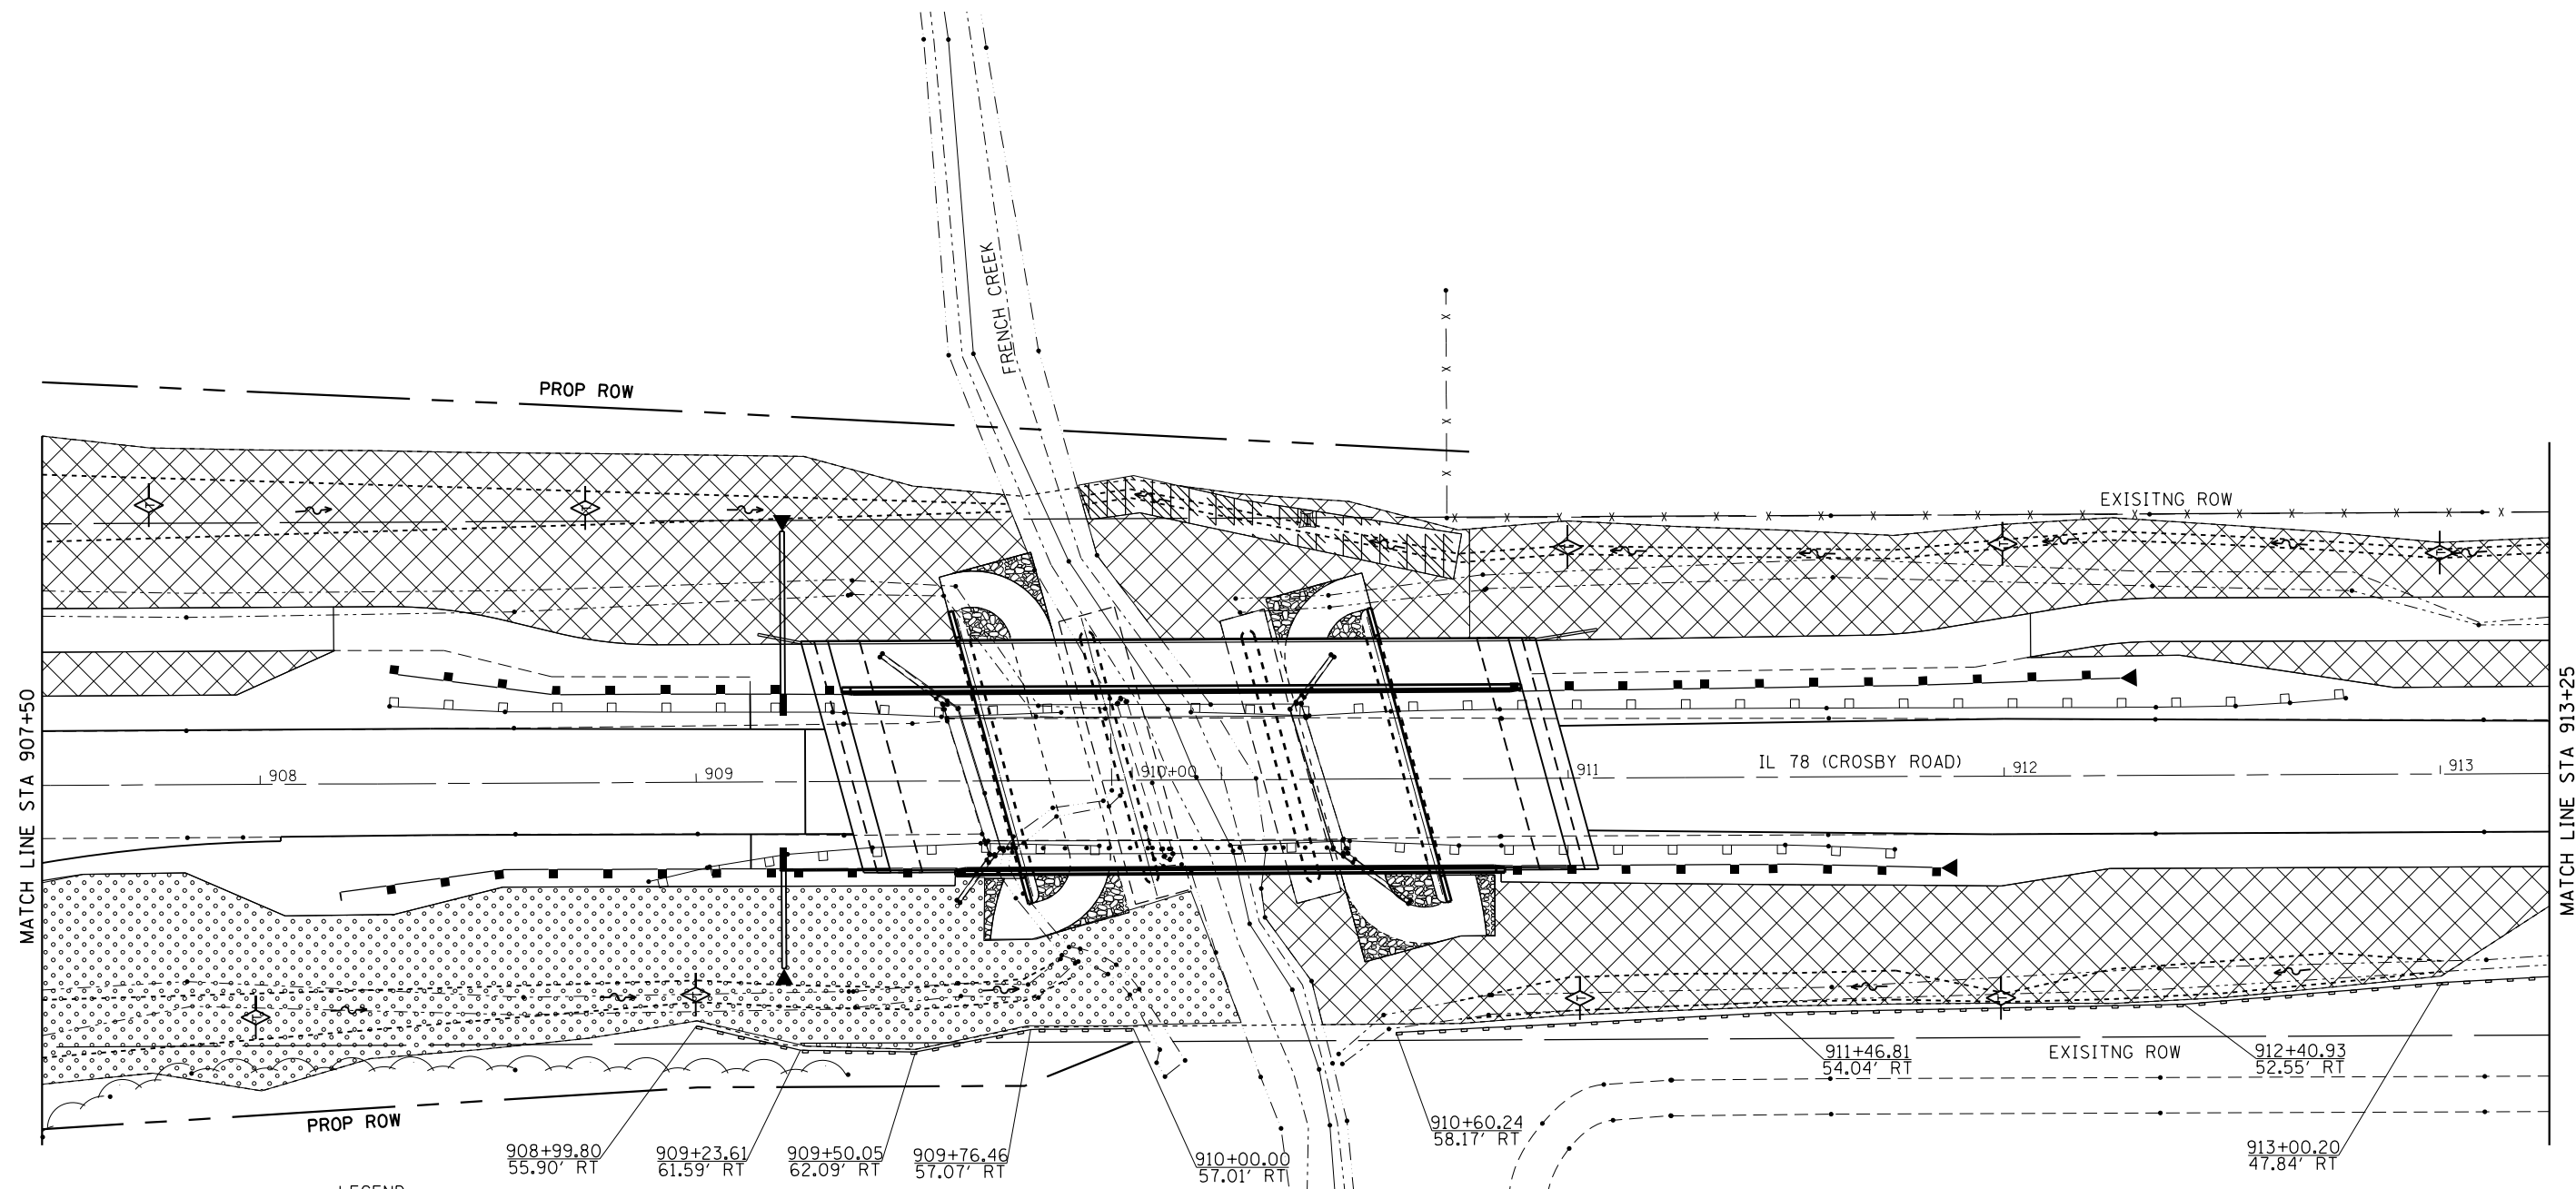 FRENCH CREEK
PROP ROW
EXISITNG ROW
MATCH LINE STA 907+50
MATCH LINE STA 913+25
908
909
910+00
911
IL 78 (CROSBY ROAD)
912
913
PROP ROW
EXISITNG ROW
908+99.80
55.90' RT
909+23.61
61.59' RT
909+50.05
62.09' RT
909+76.46
57.07' RT
910+00.00
57.01' RT
910+60.24
58.17' RT
911+46.81
54.04' RT
912+40.93
52.55' RT
913+00.20
47.84' RT
LEGEND